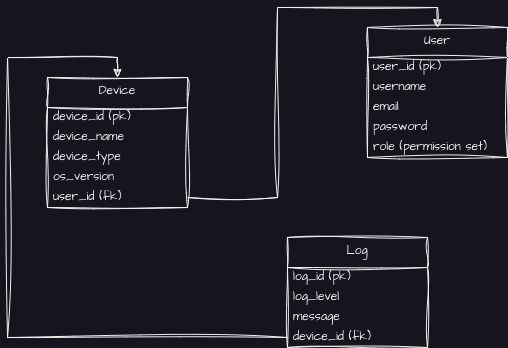 User
user_id (pk)
username
email
password
role (permission set)
Device
device_id (pk)
device_name
device_type
os_version
user_id (fk)
Log
log_id (pk)
log_level
message
device_id (fk)